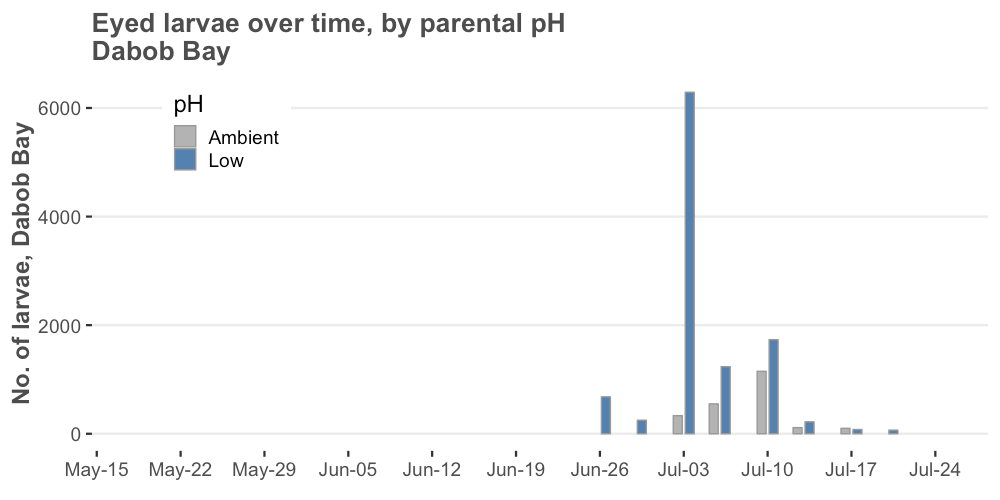 Eyed larvae over time, by parental pH
Dabob Bay
No. of larvae, Dabob Bay
6000
4000
2000
0
pH
Ambient
Low
May-15 May-22 May-29 Jun-05 Jun-12 Jun-19 Jun-26 Jul-03 Jul-10 Jul-17 Jul-24